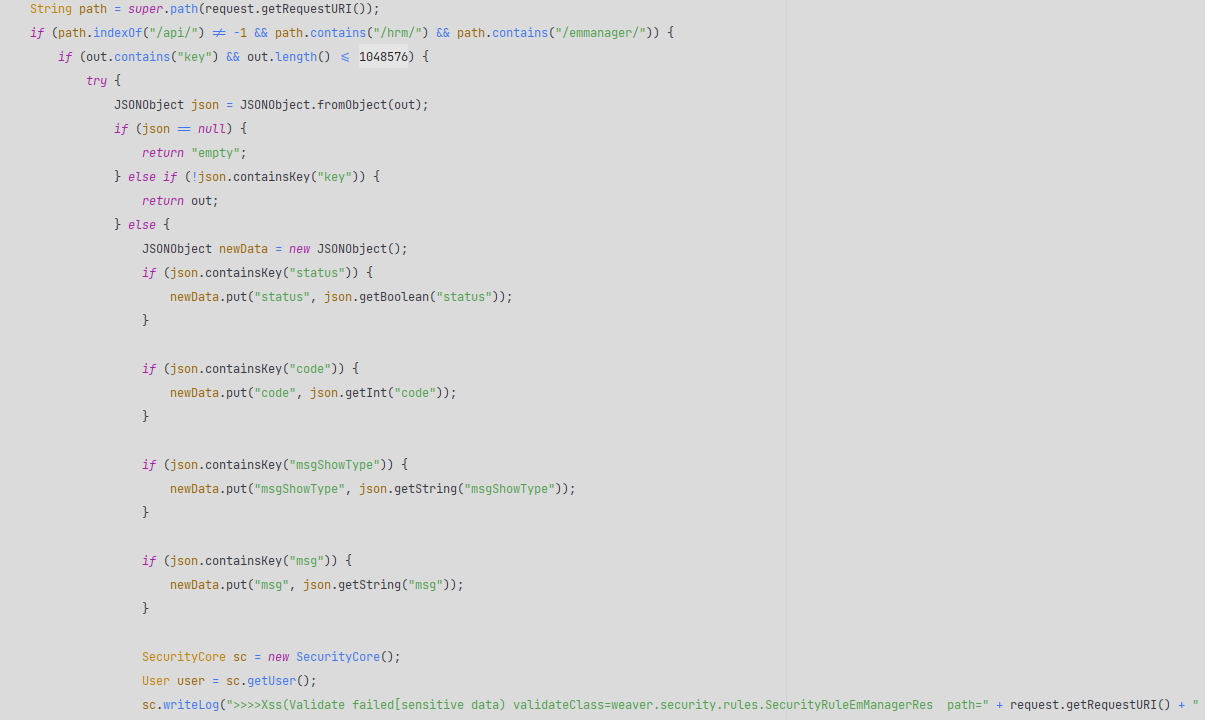 String path = super.path(request.getRequestURI());
if (path.indexOf("/api/") ≠ -1 && path.contains("/hrm/") && path.contains("/emmanager/")) {
if (out.contains("key") && out.length() ⩽ 1048576) {
try {
JSONObject json = JSONObject.fromObject(out);
if (json == null) {
return "empty";
} else if (!json.containsKey("key")) {
return out;
} else {
JSONObject newData = new JSONObject();
if (json.containsKey("status")) {
newData.put("status", json.getBoolean("status"));
}
if (json.containsKey("code")) {
newData.put("code", json.getInt("code"));
}
if (json.containsKey("msgShowType")) {
newData.put("msgShowType", json.getString("msgShowType"));
}
if (json.containsKey("msg")) {
newData.put("msg", json.getString("msg"));
}
SecurityCore sc = new SecurityCore();
User user = sc.getUser();
sc.writeLog(">>>>Xss(Validate failed[sensitive data) validateClass=weaver.security.rules.SecurityRuleEmManagerRes  path=" + request.getRequestURI() + "